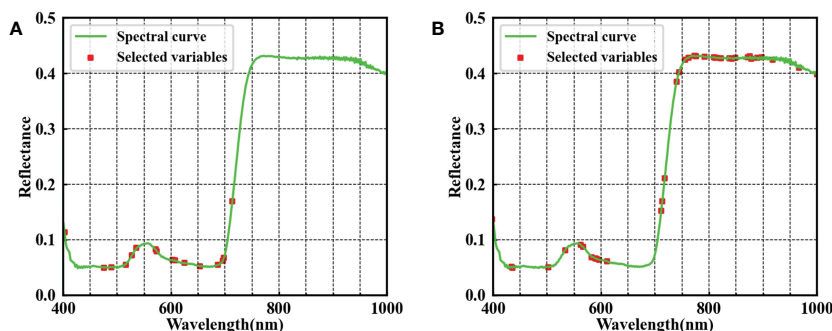 A
Spectral curve
Selected variables
Reflectance
0.5
0.4
0.3
0.2
0.1
0.0
400
600
800
1000
Wavelength(nm)
B
Spectral curve
Selected variables
Reflectance
0.5
0.4
0.3
0.2
0.1
0.0
400
600
800
1000
Wavelength(nm)